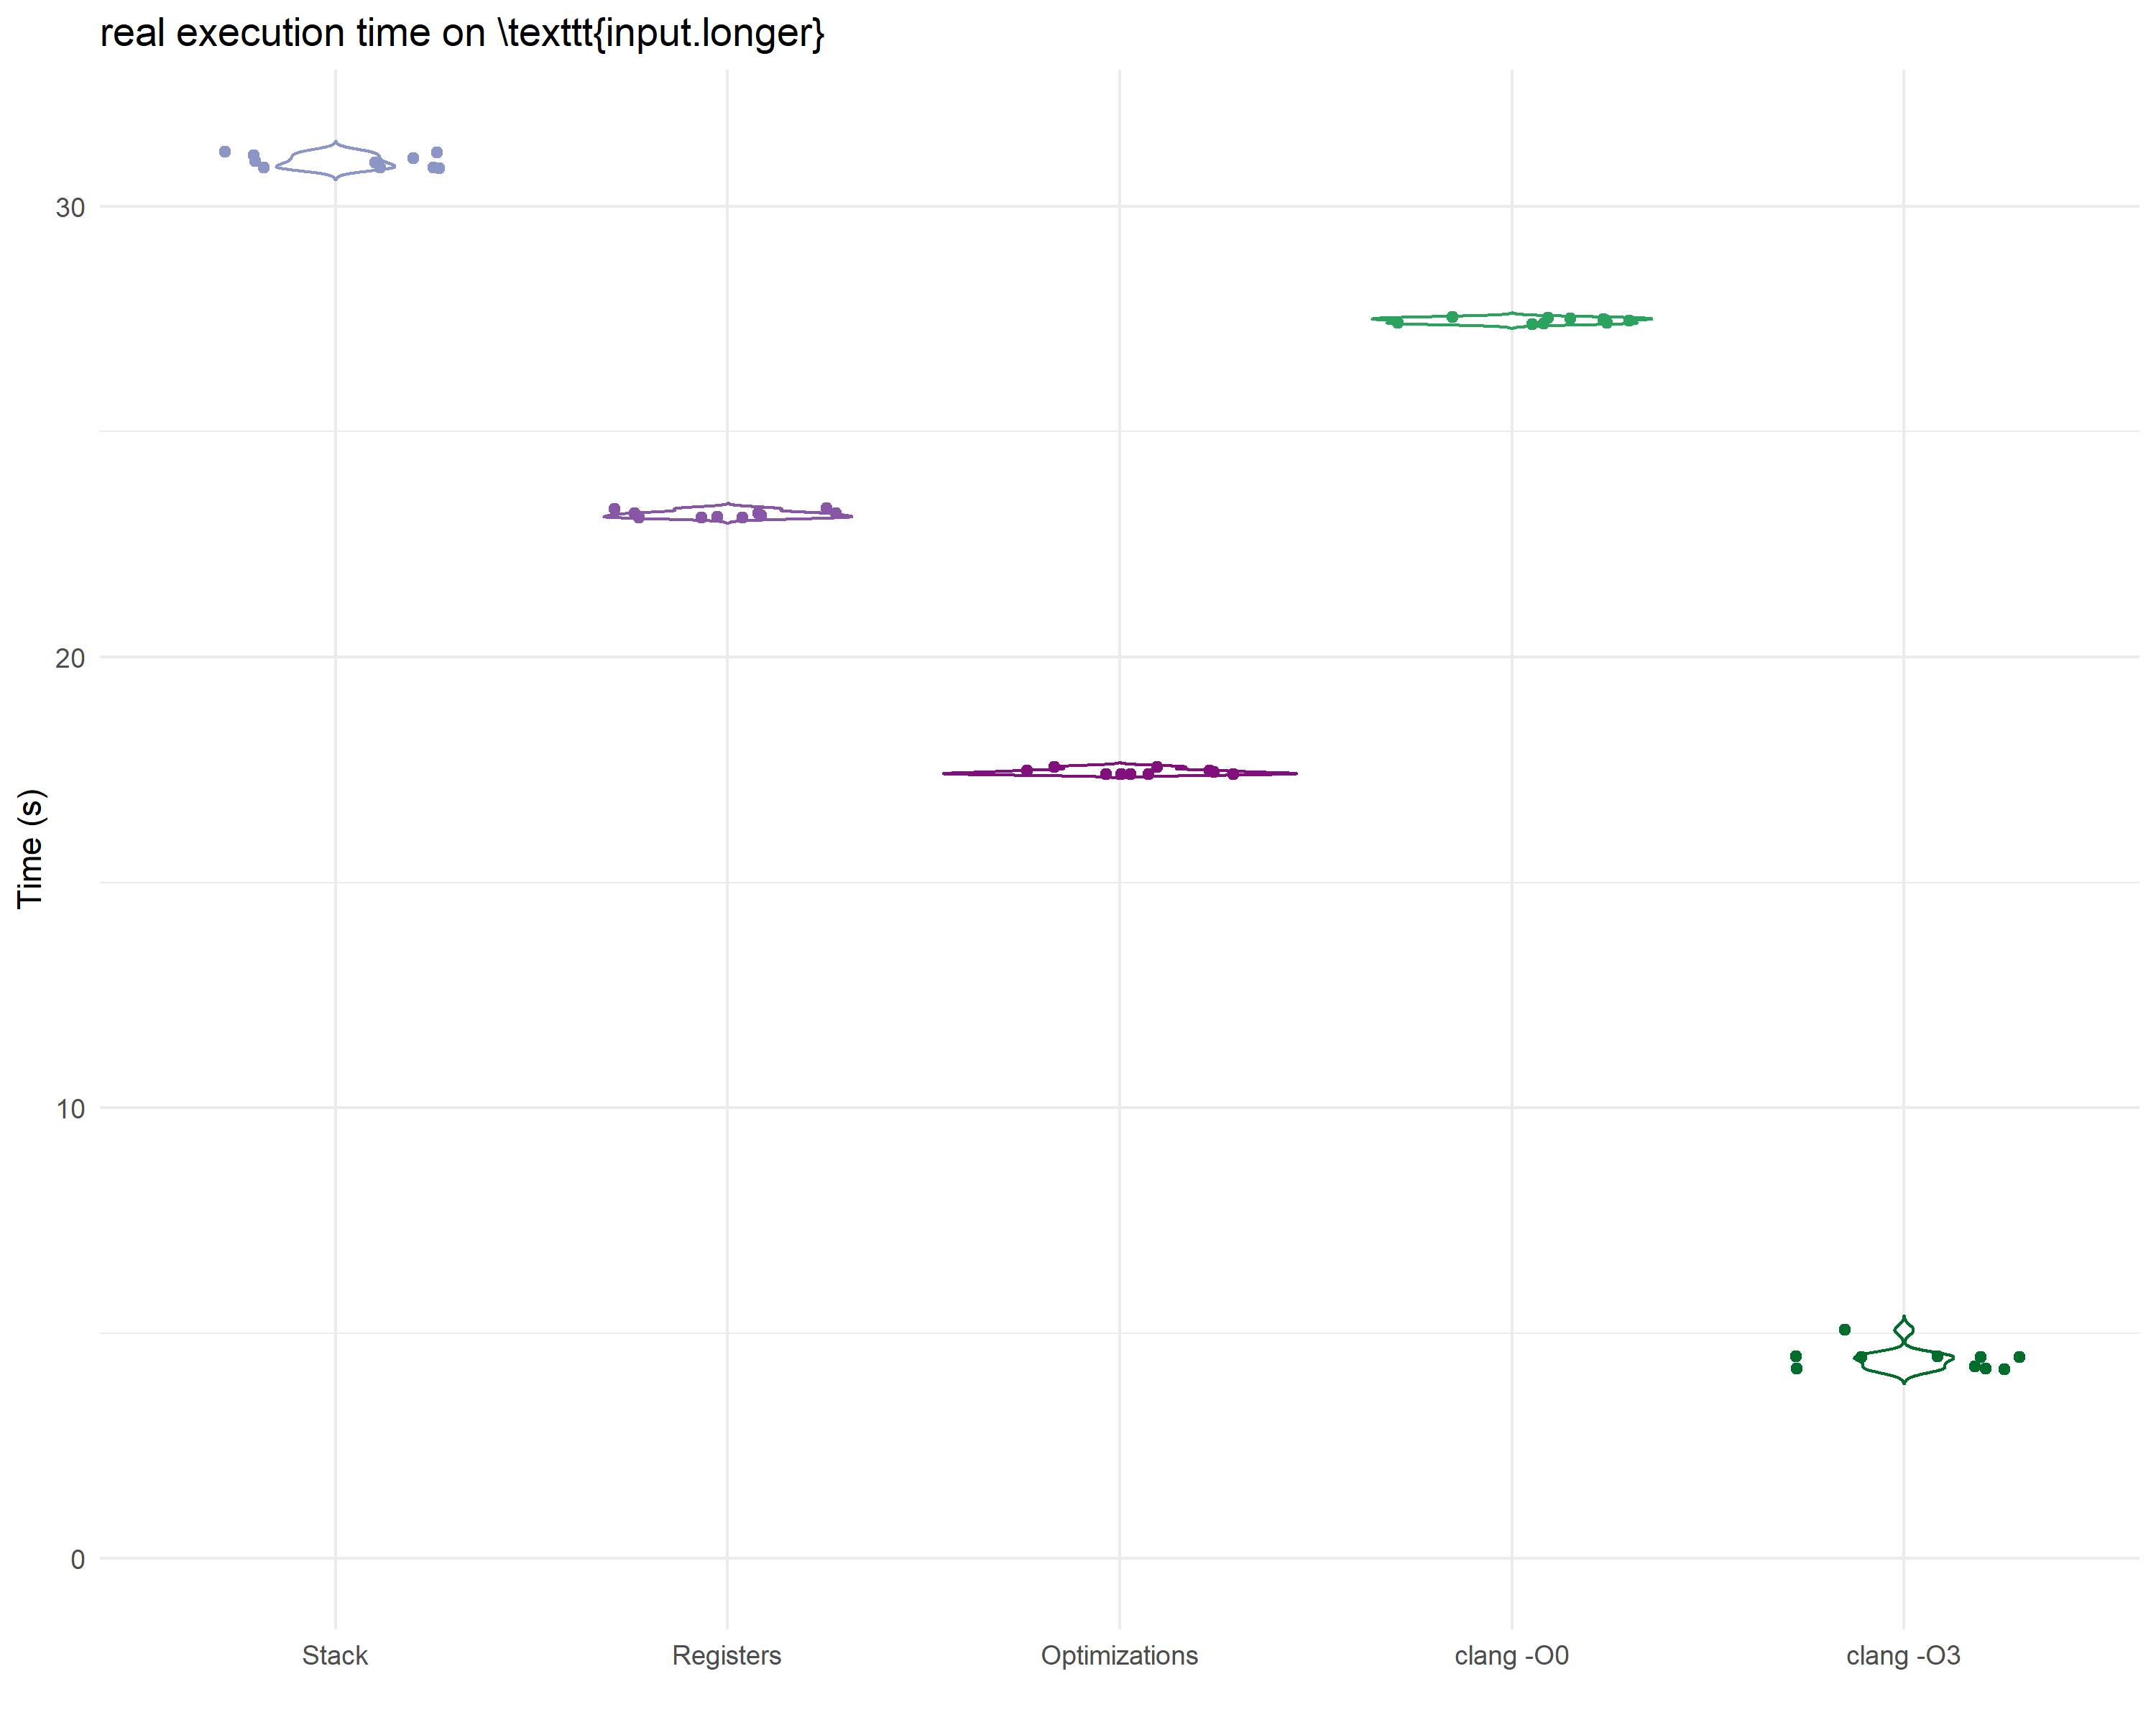 real execution time on \texttt{input.longer}
30
20
10
0
Time (s)
Stack
Registers
Optimizations
clang -O0
clang -O3